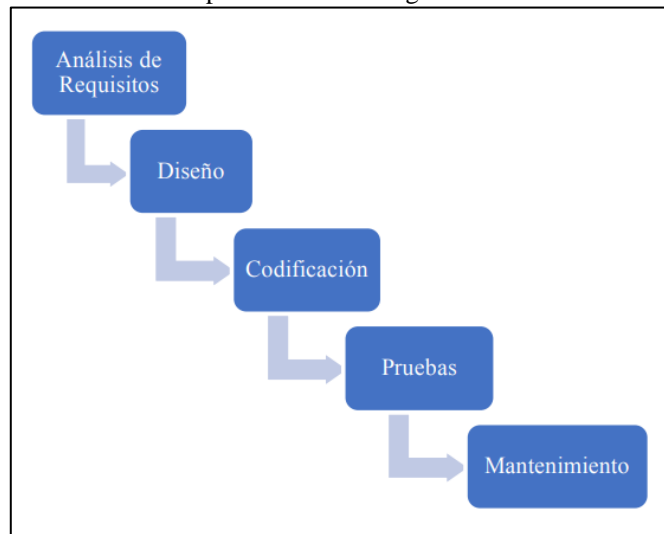 Análisis de
Requisitos
Diseño
Codificación
Pruebas
Mantenimiento